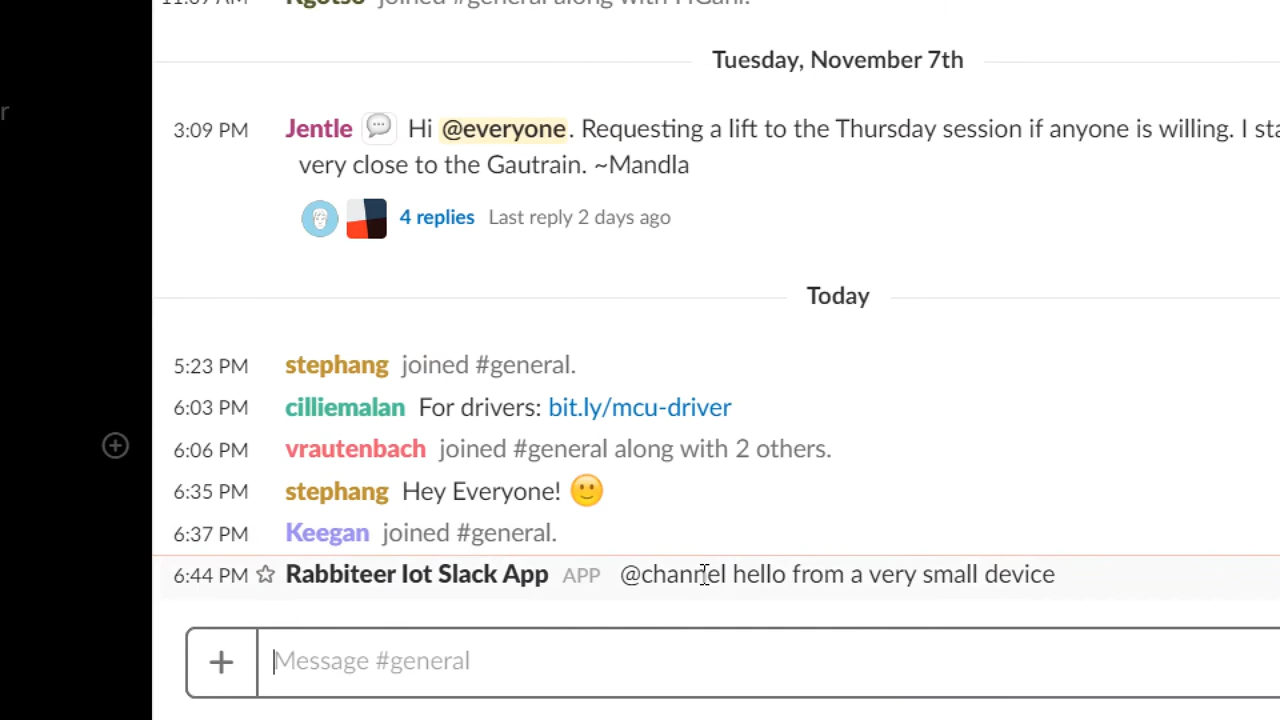 r
joined #general along with
Tuesday, November 7th
3:09 PM Jentle Hi @everyone. Requesting a lift to the Thursday session if anyone is willing. I
very close to the Gautrain. ~Mandla
4 replies Last reply 2 days ago
Today
5:23 PM stephang joined #general.
6:03 PM cilliemalan For drivers: bit.ly/mcu-driver
6:06 PM vrautenbach joined #general along with 2 others.
6:35 PM stephang Hey Everyone! 🙂
6:37 PM Keegan joined #general.
6:44 PM Rabbiteer Iot Slack App APP @channel hello from a very small device
Message #general